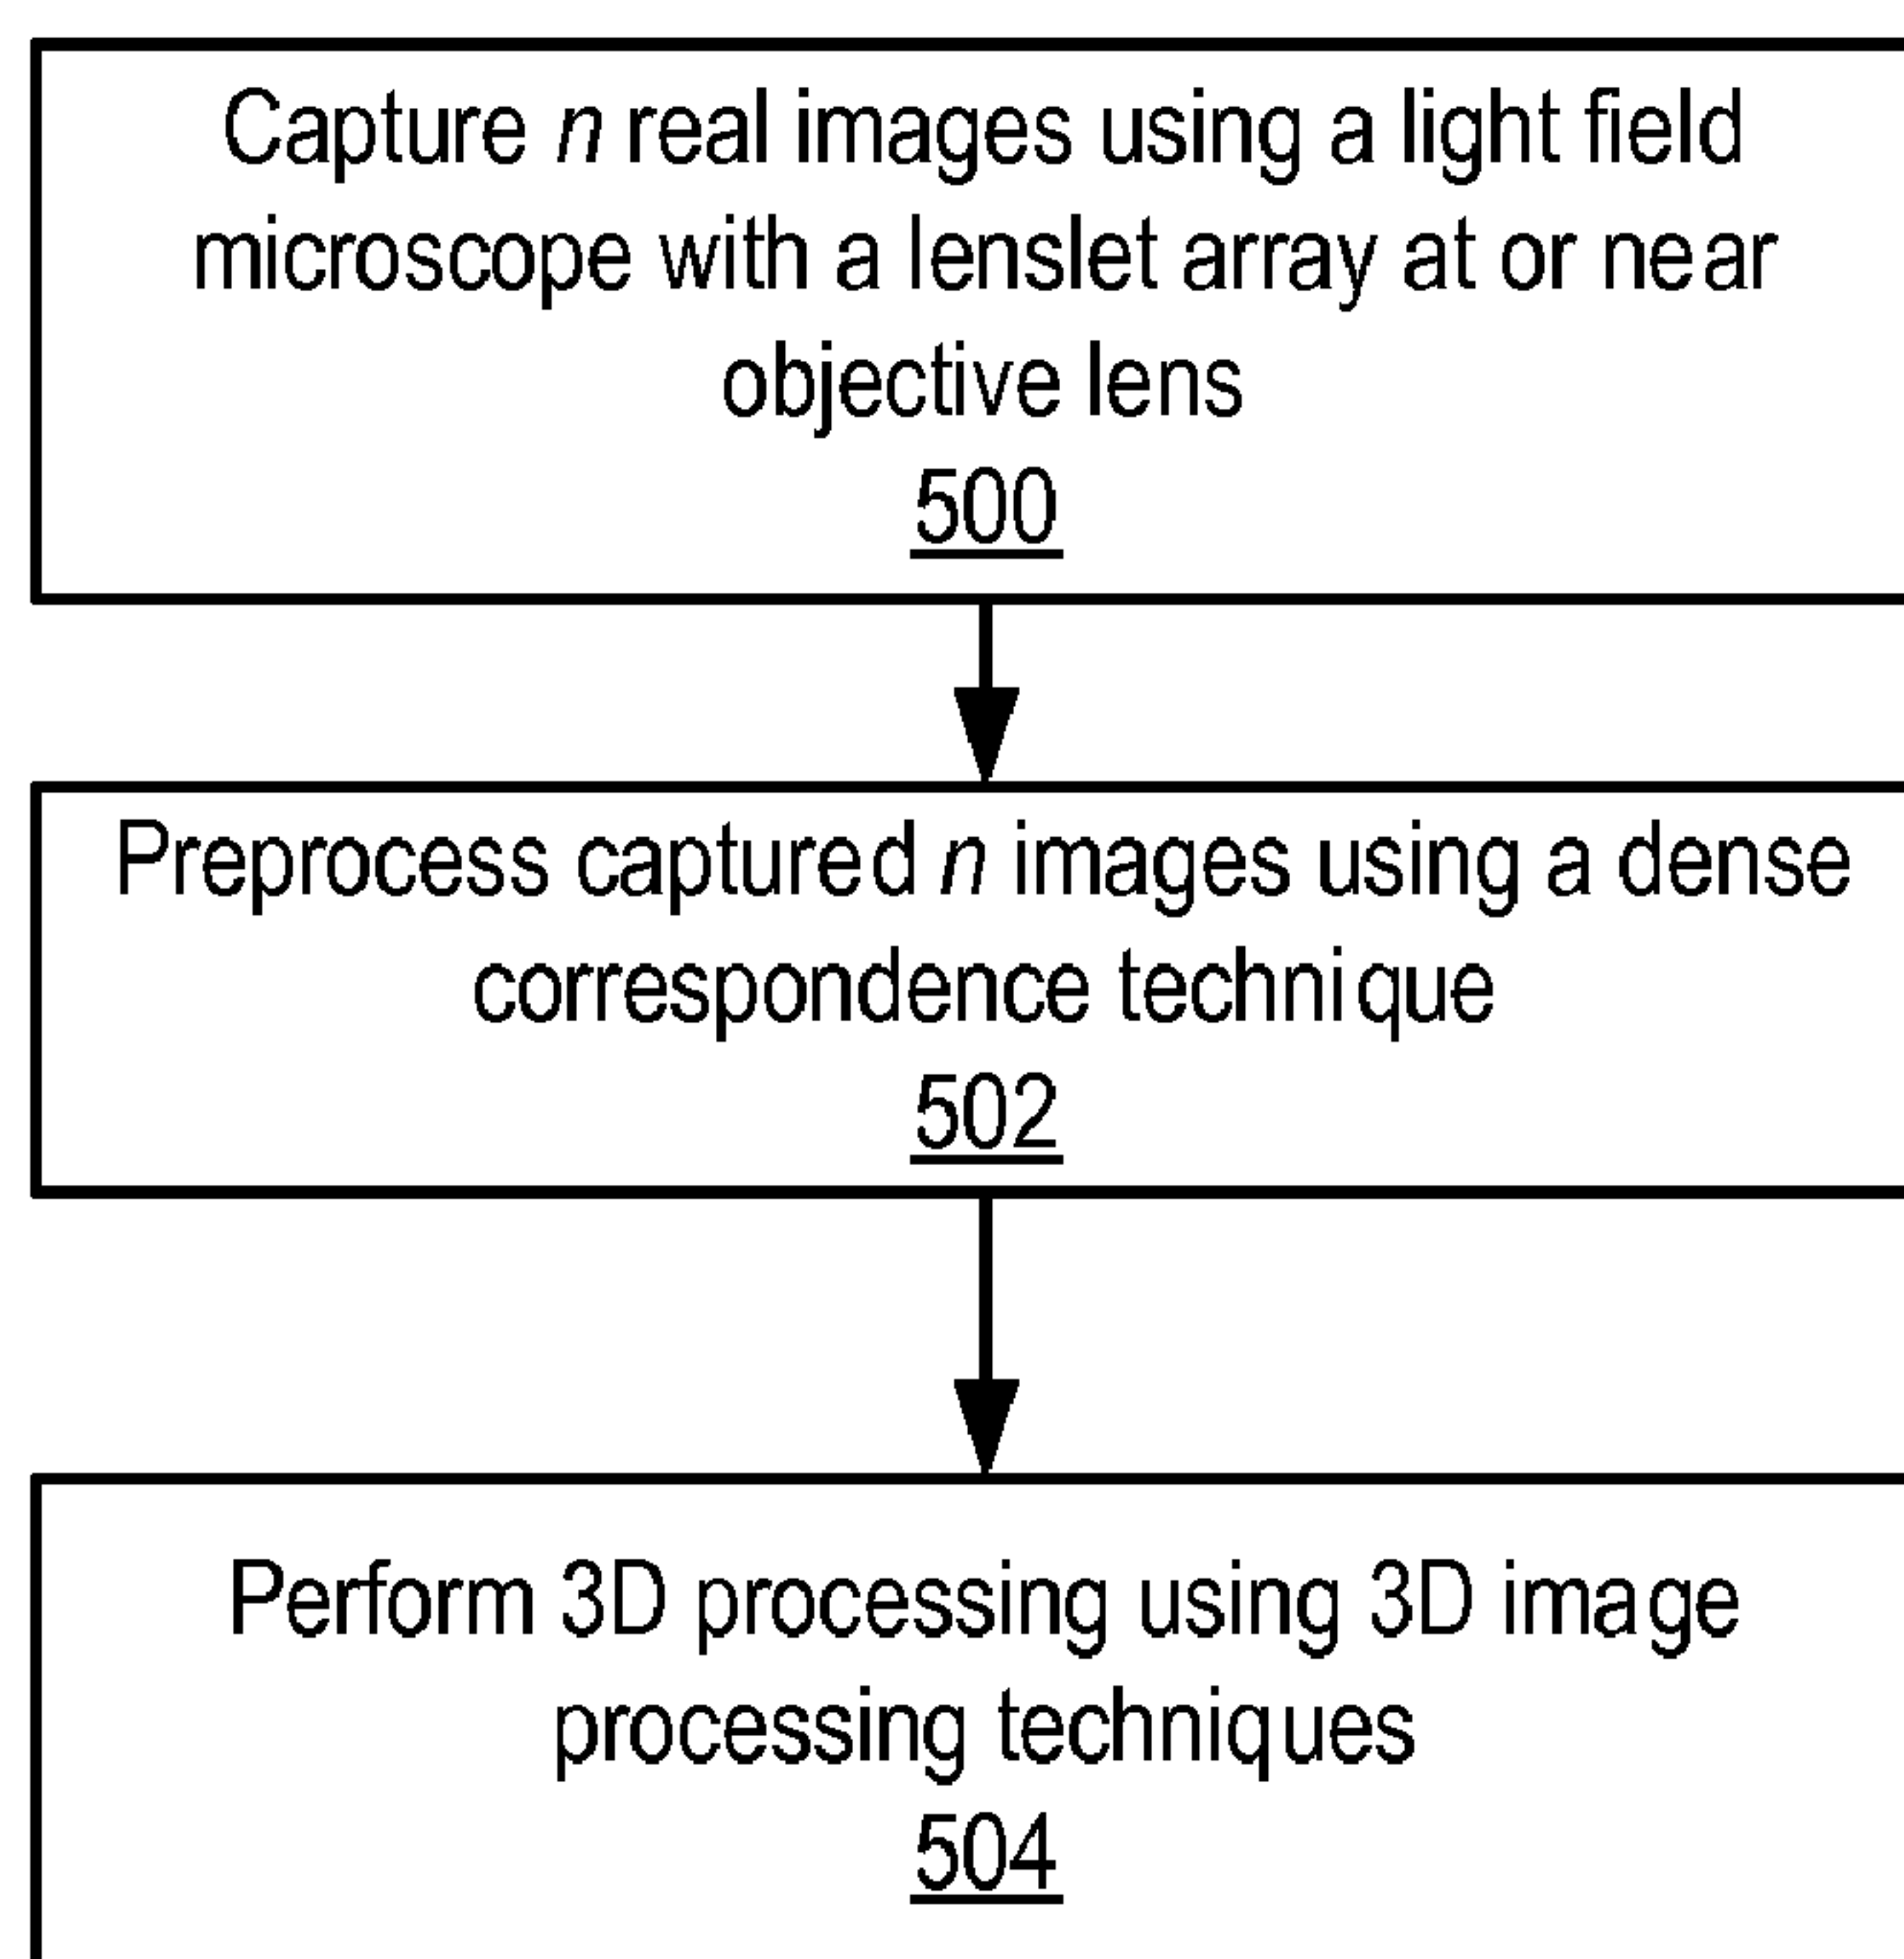 Capture n real images using a light field
microscope with a lenslet array at or near
objective lens
500
Preprocess captured n images using a dense
correspondence technique
502
Perform 3D processing using 3D image
processing techniques
504